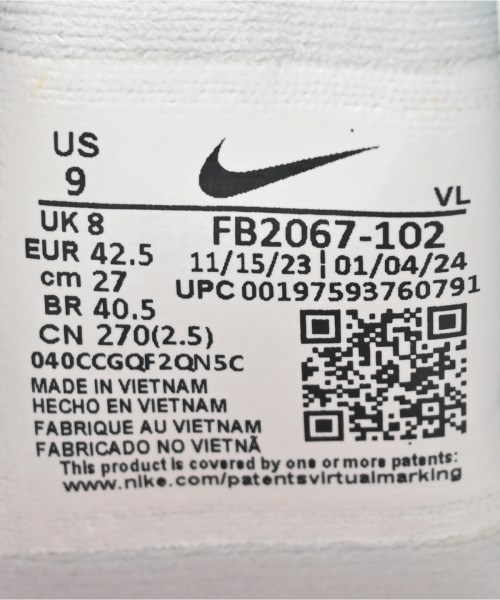 US
9
VL
UK 8
EUR 42.5
cm 27
BR 40.5
CN 270(2.5)
FB2067-102
11/15/23 | 01/04/24
UPC 00197593760791
040CCGQF2QN5C
MADE IN VIETNAM
HECHO EN VIETNAM
FABRIQUE AU VIETNAM
FABRICADO NO VIETNÃ
This product is covered by one or more patents:
www.nike.com/patentsvirtualmarking